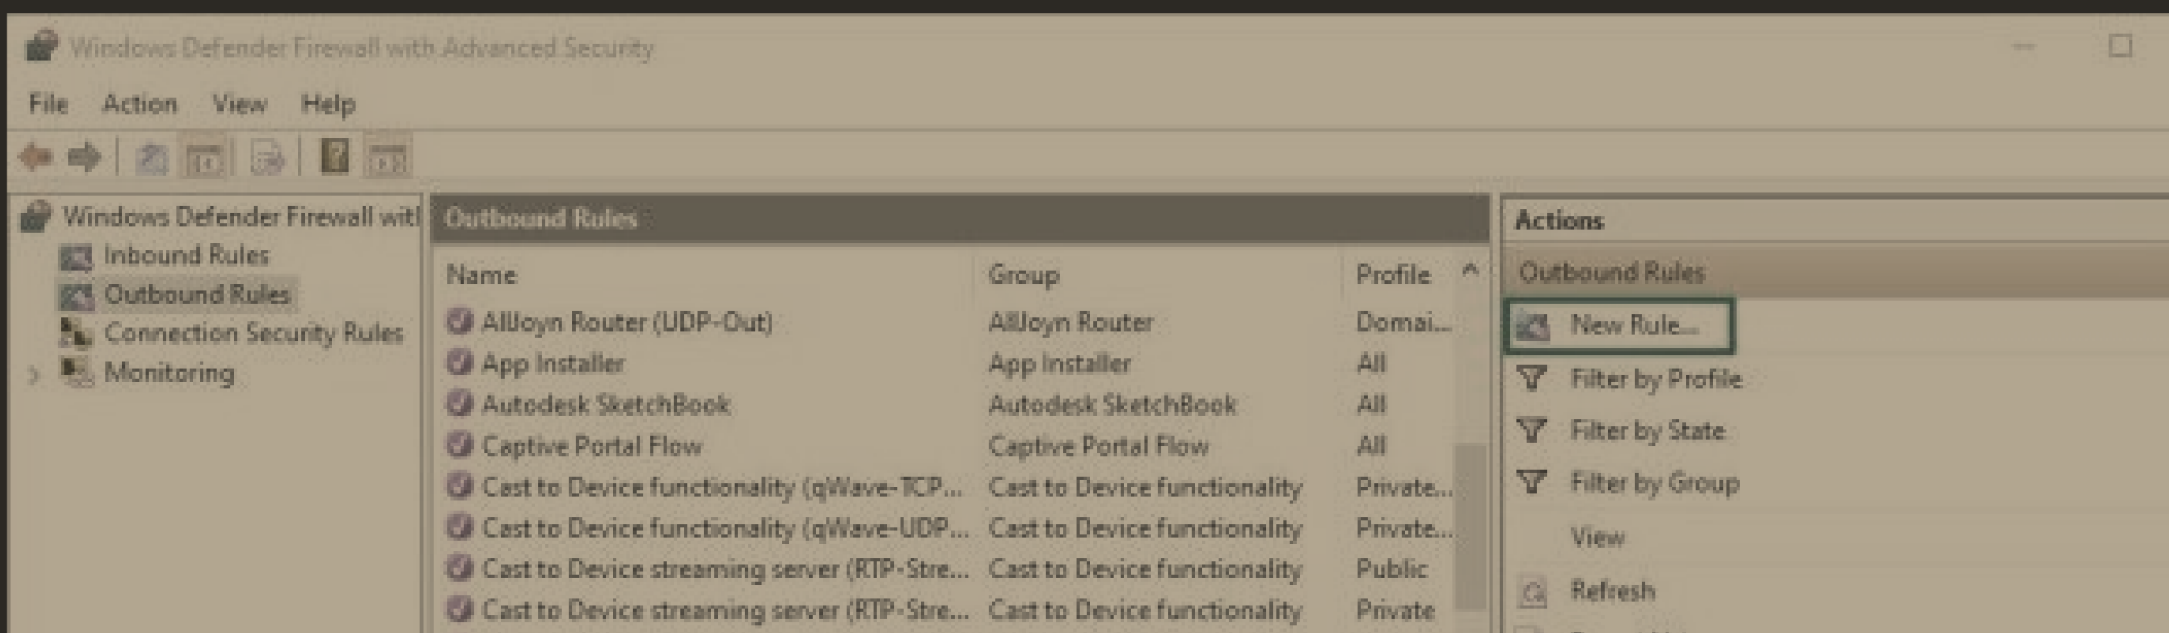 Windows Defender Firewall with Advanced Security
File Action View Help
Windows Defender Firewall witl
Inbound Rules
Outbound Rules
Connection Security Rules
Monitoring
Outbound Rules
Name Group Profile
AllJoyn Router (UDP-Out) AllJoyn Router Domai...
App Installer App Installer All
Autodesk SketchBook Autodesk SketchBook All
Captive Portal Flow Captive Portal Flow All
Cast to Device functionality (qWave-TCP... Cast to Device functionality Private...
Cast to Device functionality (qWave-UDP... Cast to Device functionality Private...
Cast to Device streaming server (RTP-Stre... Cast to Device functionality Public
Cast to Device streaming server (RTP-Stre... Cast to Device functionality Private
Actions
Outbound Rules
New Rule...
Filter by Profile
Filter by State
Filter by Group
View
Refresh